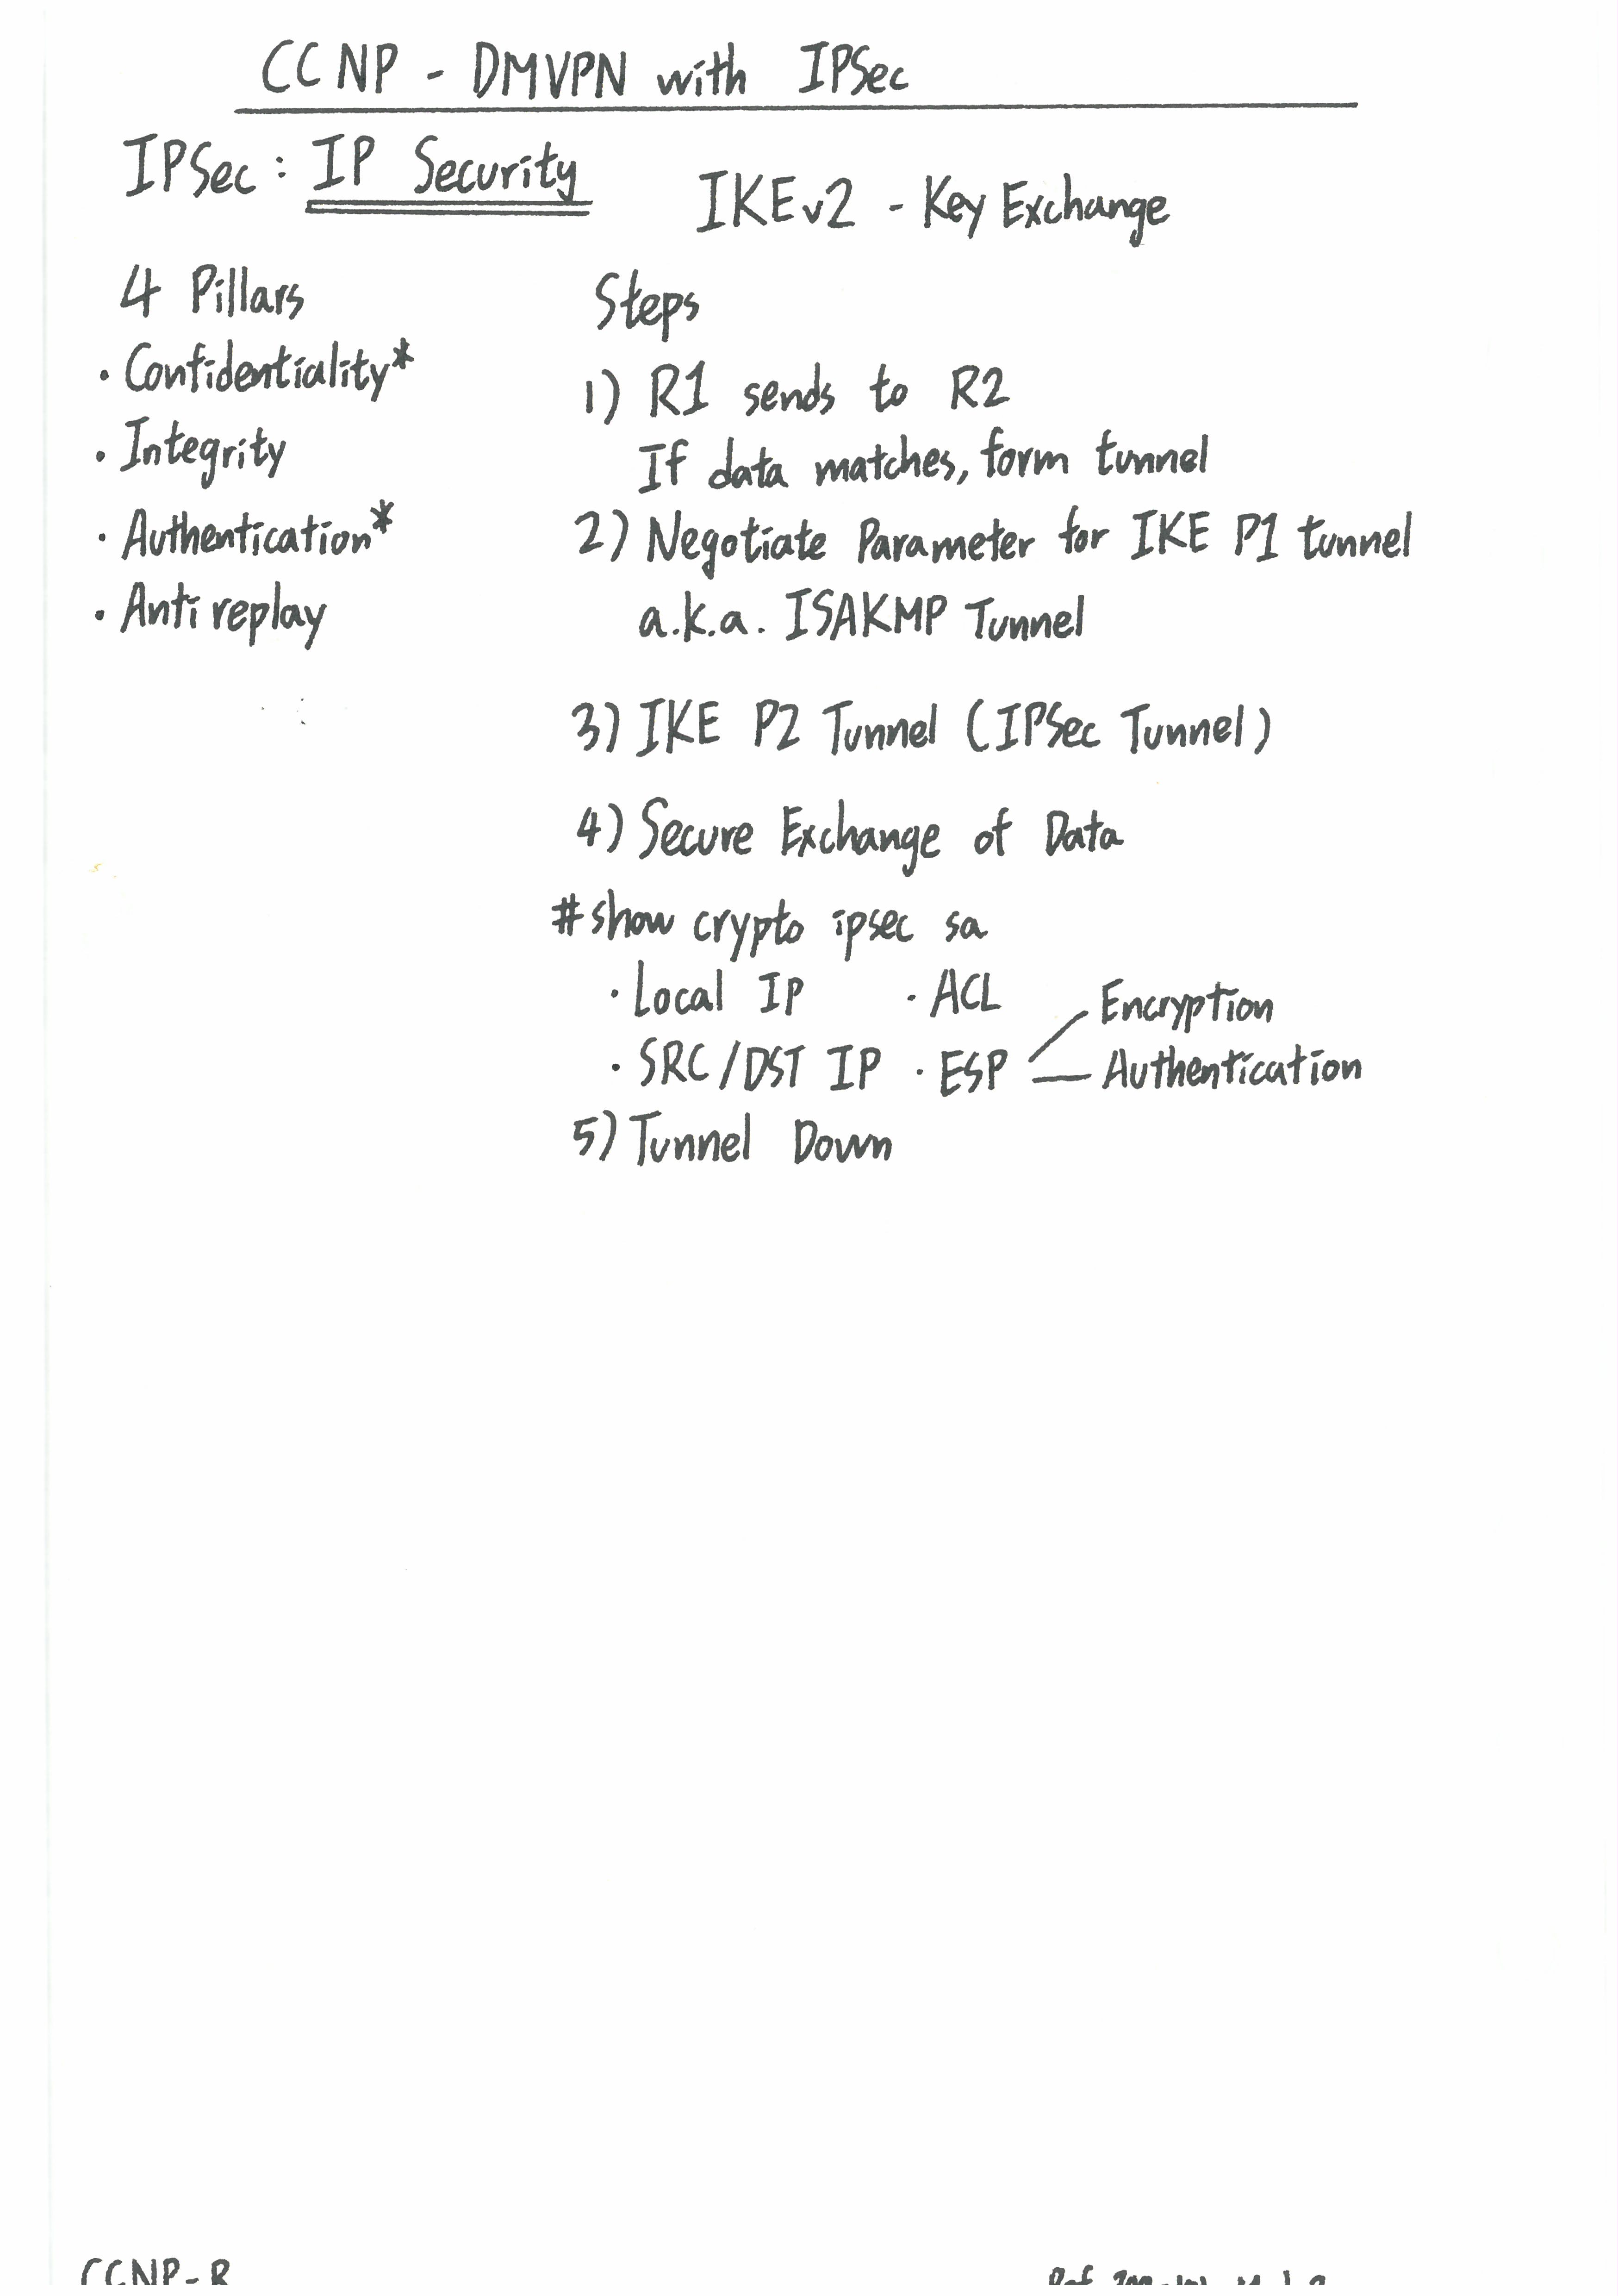 CCNP - DMVPN with IPSec
IPSec : IP Security
IKEv2 - Key Exchange
4 Pillars
• Confidentiality*
• Integrity
• Authentication*
• Anti replay
Steps
1) R1 sends to R2
If data matches, form tunnel
2) Negotiate Parameter for IKE P1 tunnel
a.k.a. ISAKMP Tunnel
3) IKE P2 Tunnel (IPSec Tunnel)
4) Secure Exchange of Data
#show crypto ipsec sa
• Local IP • ACL
• SRC/DST IP • ESP
Encryption
Authentication
5) Tunnel Down
CCNP-R